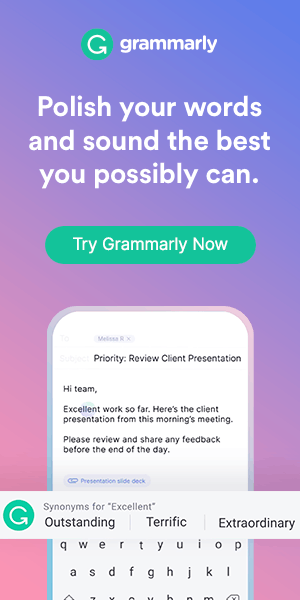 grammarly
Polish your words
and sound the best
you possibly can.
Try Grammarly Now
To:
Melissa R ×
Subject:
Priority: Review Client Presentation
Hi team,
Excellent work so far. Here's the client
presentation from this morning's meeting.
Please review and share any feedback
before the end of the day.
Presentation slide deck
Synonyms for "Excellent"
Outstanding
Terrific
Extraordinary
q w e r t y u i o p
a s d f g h j k l
z x c v b n m